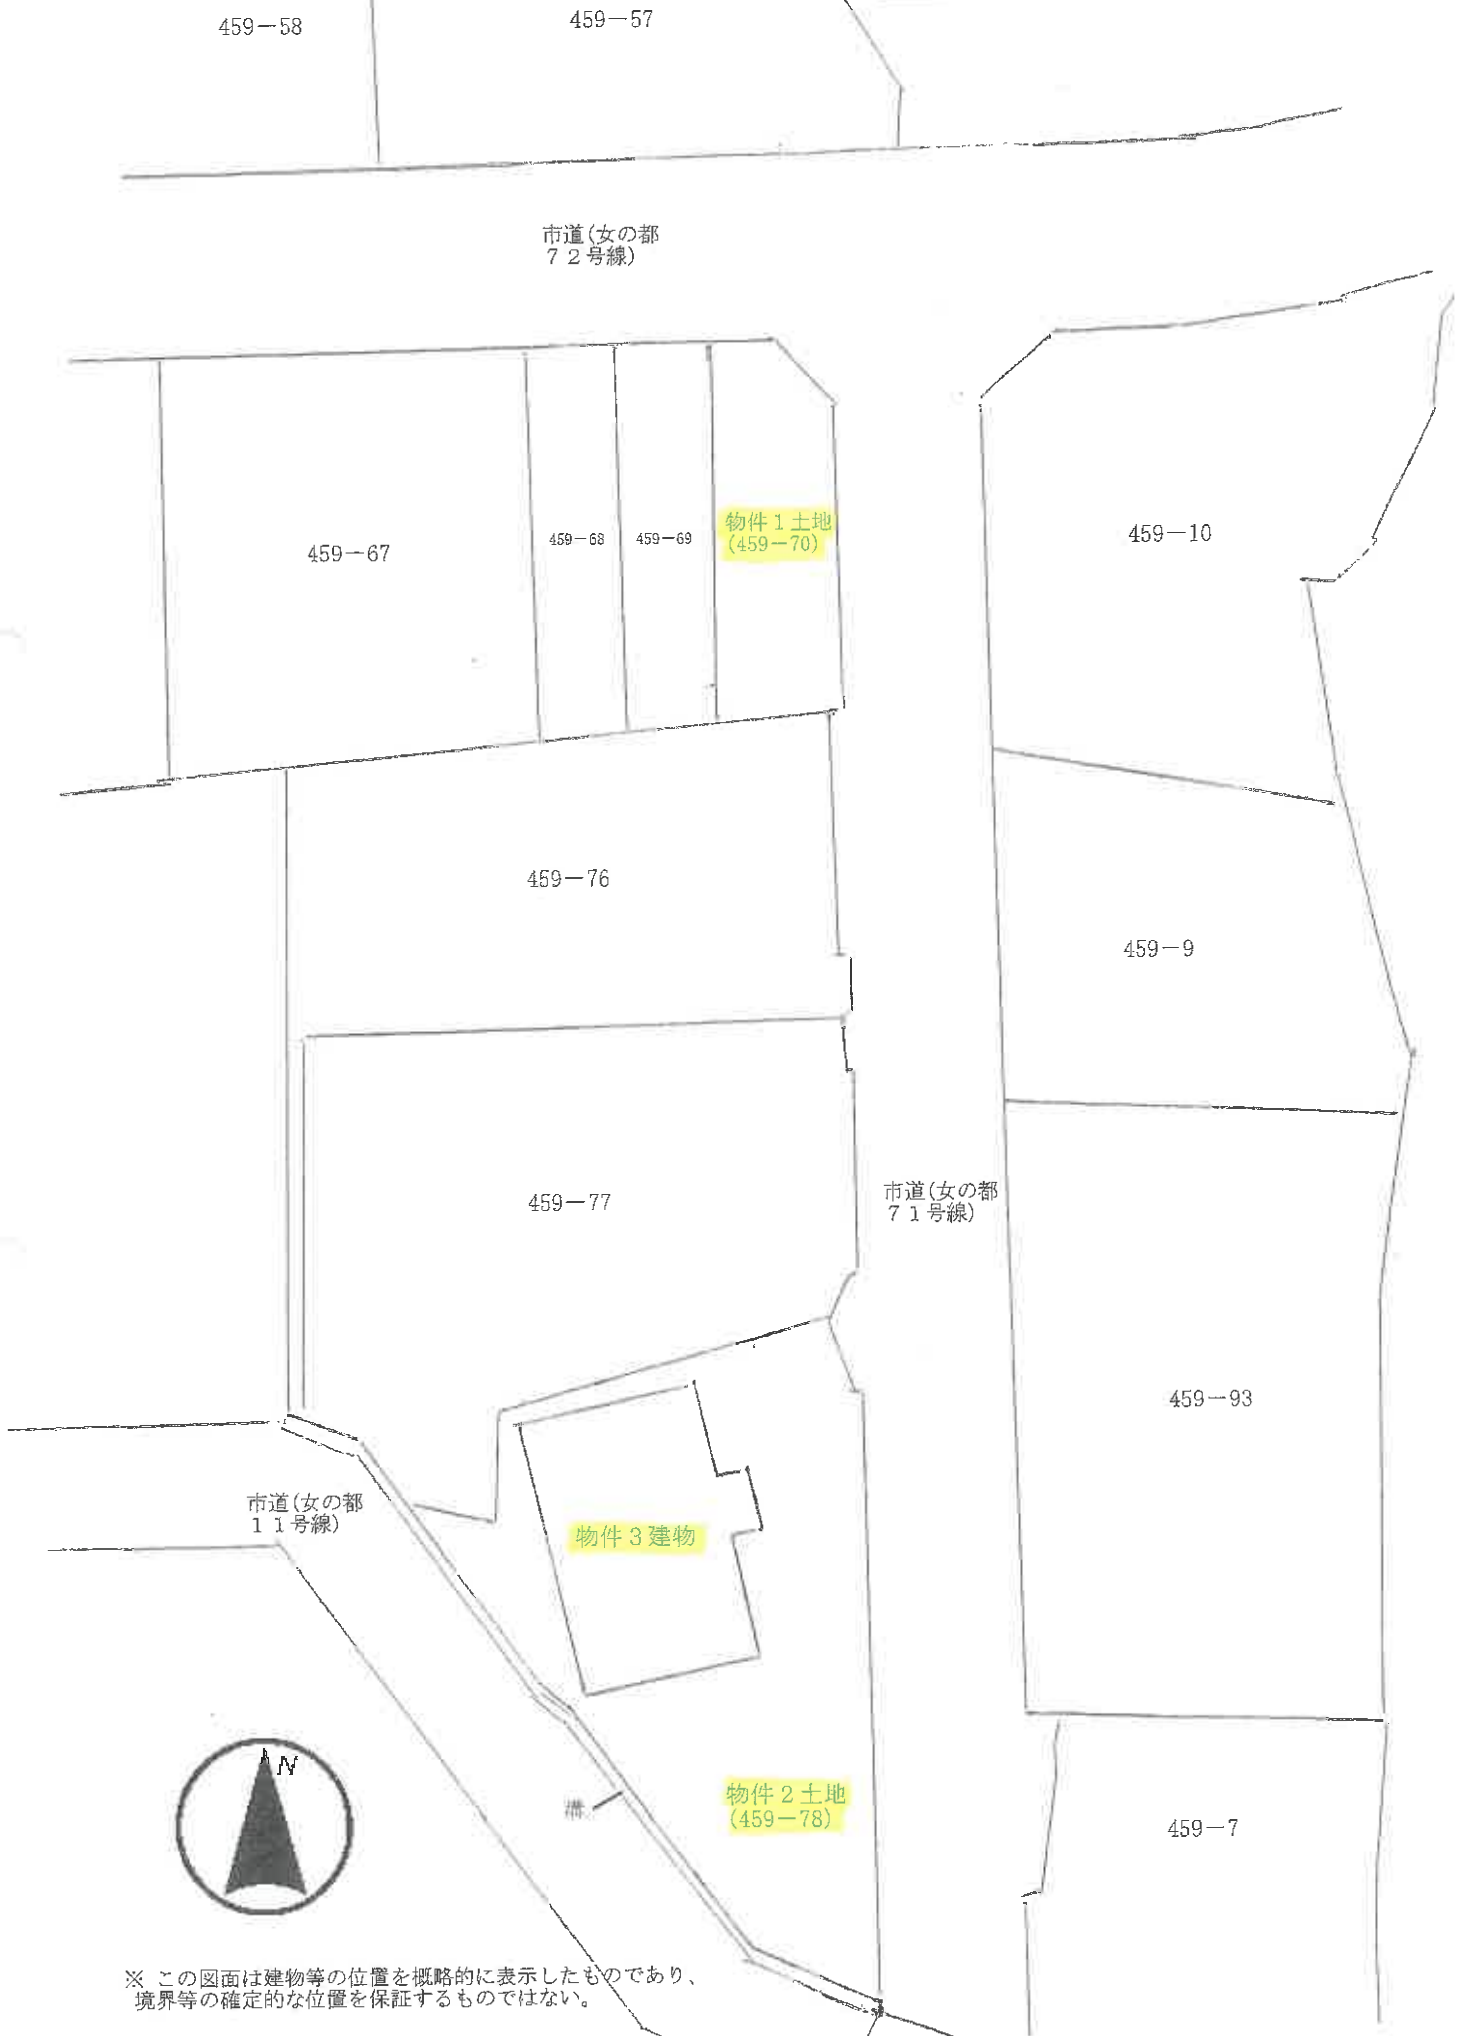 459－58
459－57
市道(女の都
７２号線)
459－67
459－68
459－69
物件１土地
(459－70)
459－10
459－76
459－9
459－77
市道(女の都
７１号線)
459－93
市道(女の都
１１号線)
物件３建物
N
溝
物件２土地
(459－78)
459－7
※ この図面は建物等の位置を概略的に表示したものであり、
境界等の確定的な位置を保証するものではない。